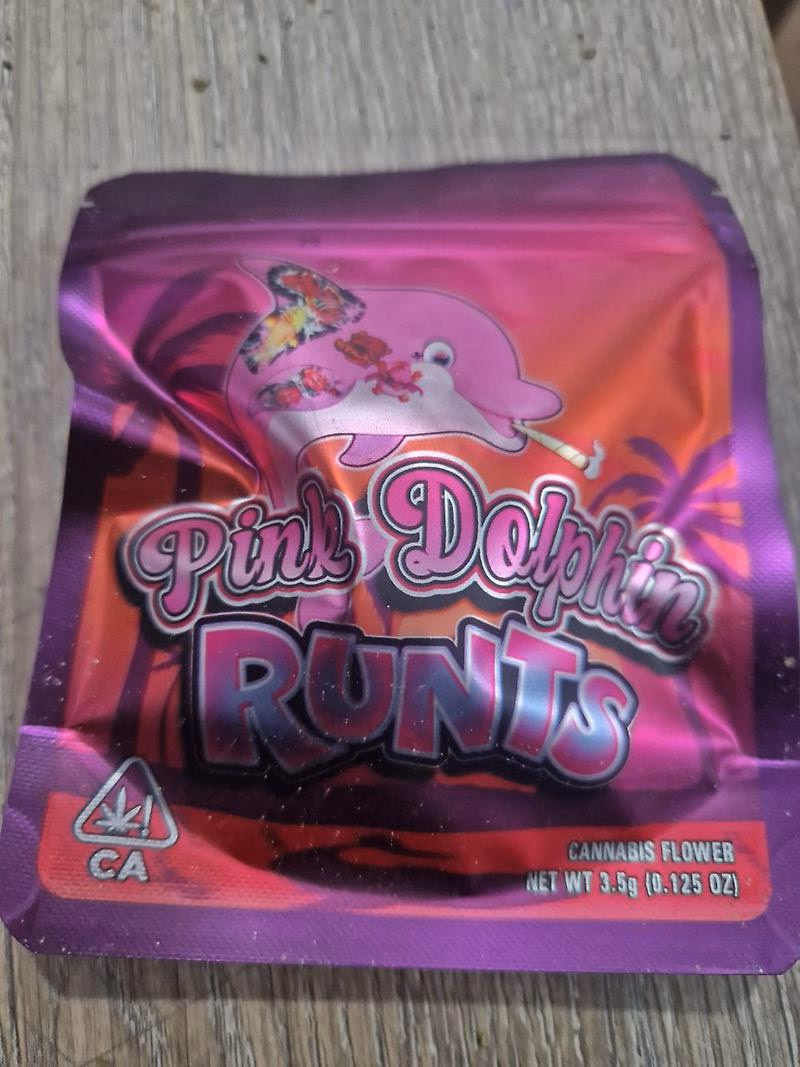 Pink Dolphin
RUNTS
!
CA
CANNABIS FLOWER
NET WT 3.5g (0.125 OZ)